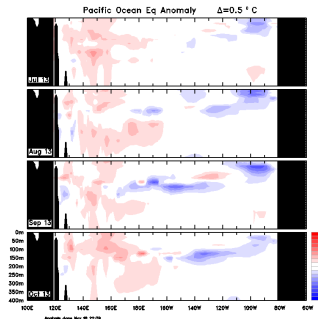 Pacific Ocean Eq Anomaly Δ=0.5 °C
Jul 13
Aug 13
Sep 13
0m
50m
100m
150m
200m
250m
300m
350m
400m
Oct 13
100E 120E 140E 160E 180 160W 140W 120W 100W 80W 60W